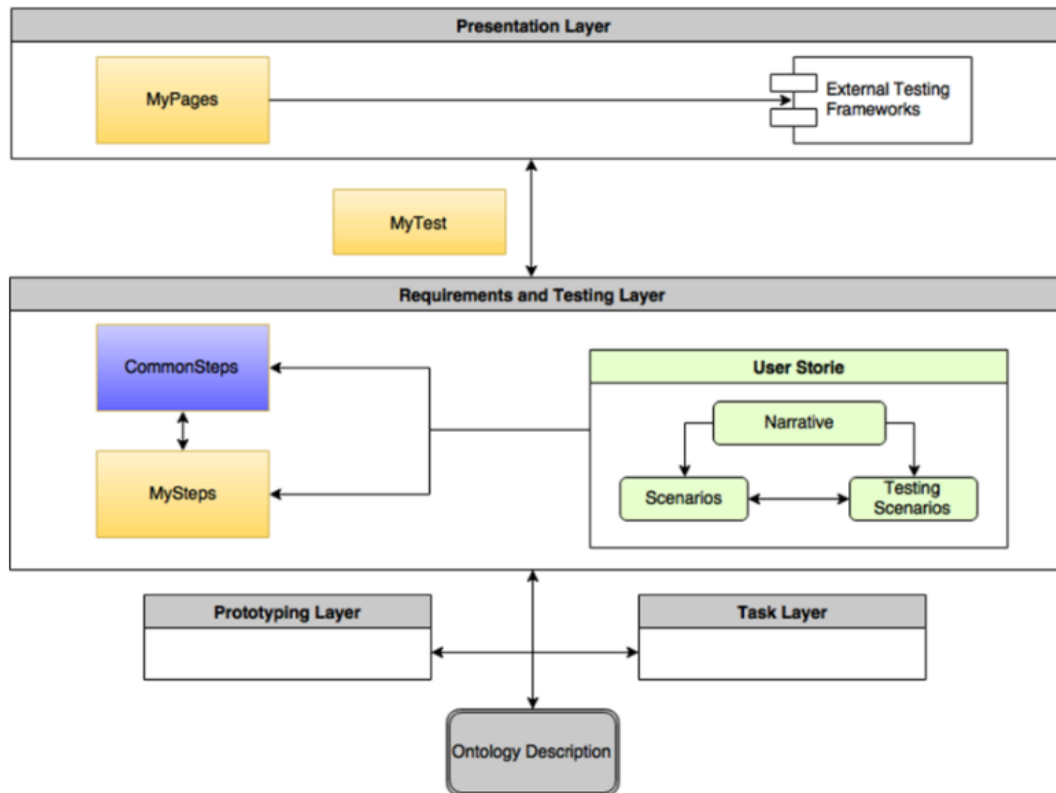 Presentation Layer
MyPages
External Testing
Frameworks
MyTest
Requirements and Testing Layer
CommonSteps
User Storie
Narrative
MySteps
Scenarios
Testing
Scenarios
Prototyping Layer
Task Layer
Ontology Description